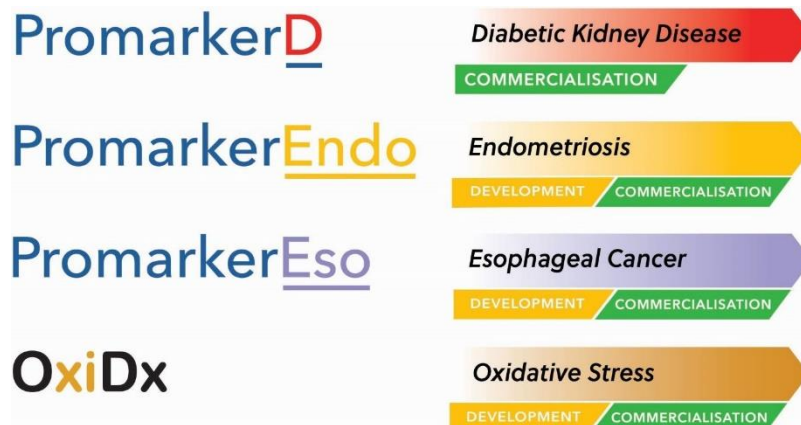 PromarkerD
Diabetic Kidney Disease
COMMERCIALISATION
PromarkerEndo
Endometriosis
DEVELOPMENT COMMERCIALISATION
PromarkerEso
Esophageal Cancer
DEVELOPMENT COMMERCIALISATION
OxiDx
Oxidative Stress
DEVELOPMENT COMMERCIALISATION